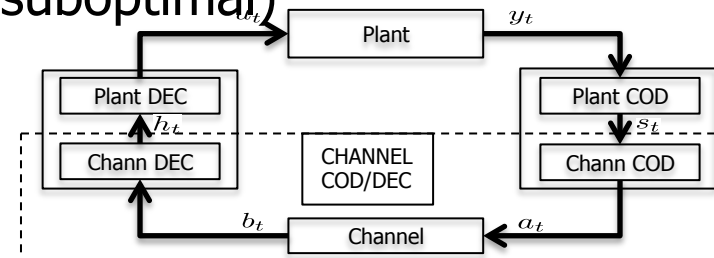 suboptimal)
u_t
Plant
y_t
Plant DEC
Plant COD
h_t
s_t
Chann DEC
CHANNEL
COD/DEC
Chann COD
b_t
Channel
a_t